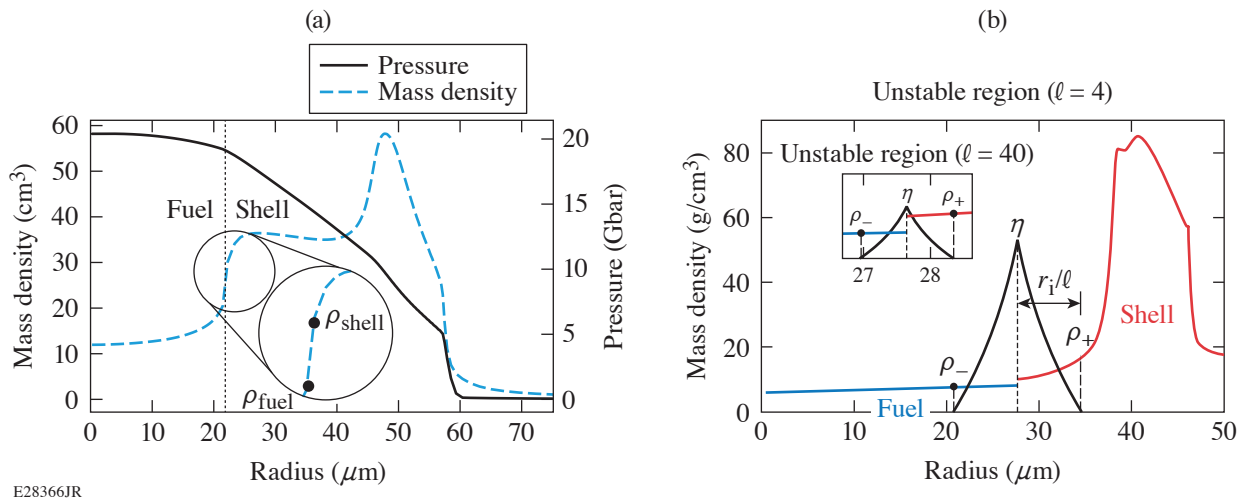 (a)
Pressure
Mass density
60
50
40
30
20
10
0
Mass density (cm³)
20
15
10
5
0
Pressure (Gbar)
Fuel
Shell
ρshell
ρfuel
0 10 20 30 40 50 60 70
Radius (μm)
(b)
Unstable region (ℓ = 4)
Unstable region (ℓ = 40)
80
60
40
20
0
Mass density (g/cm³)
ρ−
η
ρ+
27 28
η
rᵢ/ℓ
ρ−
ρ+
Fuel
Shell
0 10 20 30 40 50
Radius (μm)
E28366JR